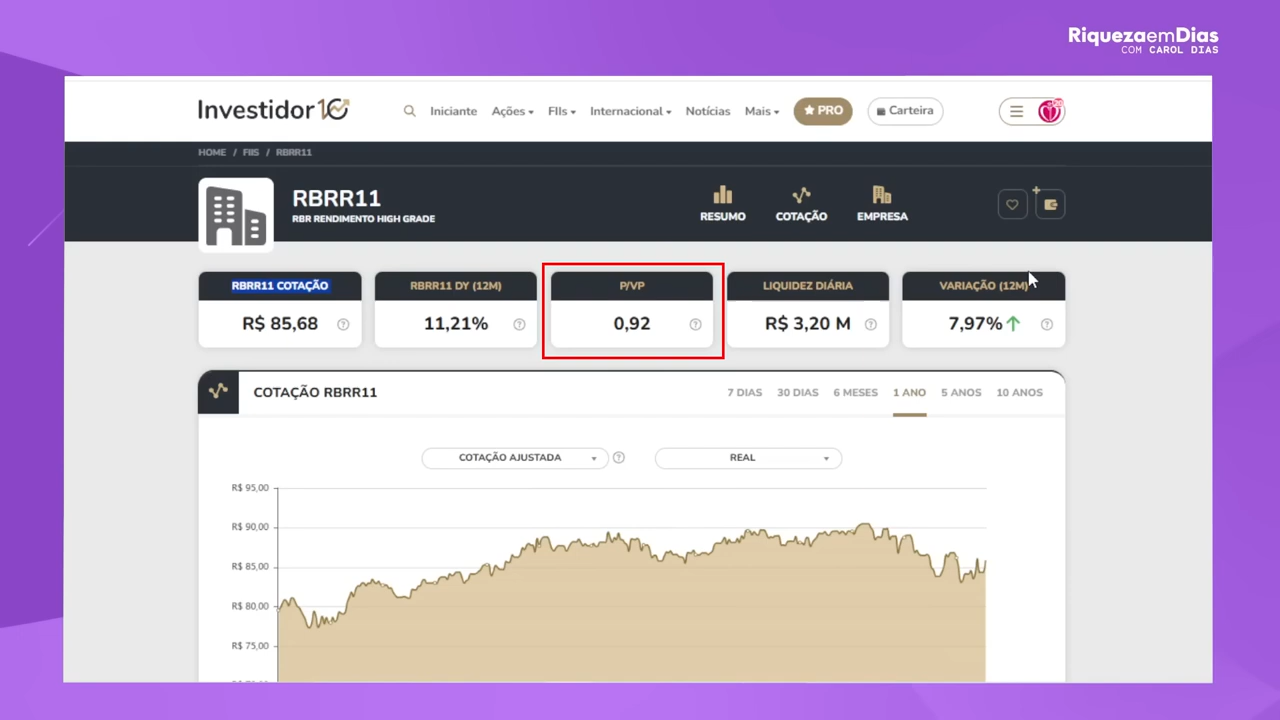 RiquezaemDias
COM CAROL DIAS
Investidor10
Iniciante
Ações
FIIs
Internacional
Notícias
Mais
PRO
Carteira
HOME / FIIS / RBRR11
RBRR11
RBR RENDIMENTO HIGH GRADE
RESUMO
COTAÇÃO
EMPRESA
RBRR11 COTAÇÃO
R$ 85,68
RBRR11 DY (12M)
11,21%
P/VP
0,92
LIQUIDEZ DIÁRIA
R$ 3,20 M
VARIAÇÃO (12M)
7,97%
COTAÇÃO RBRR11
7 DIAS
30 DIAS
6 MESES
1 ANO
5 ANOS
10 ANOS
COTAÇÃO AJUSTADA
REAL
R$ 95,00
R$ 90,00
R$ 85,00
R$ 80,00
R$ 75,00